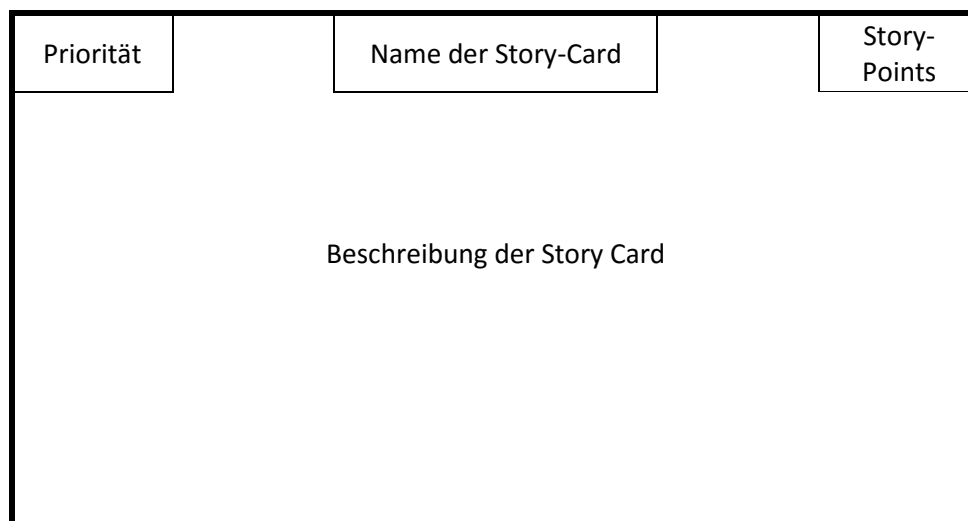 Priorität
Name der Story-Card
Story-
Points
Beschreibung der Story Card